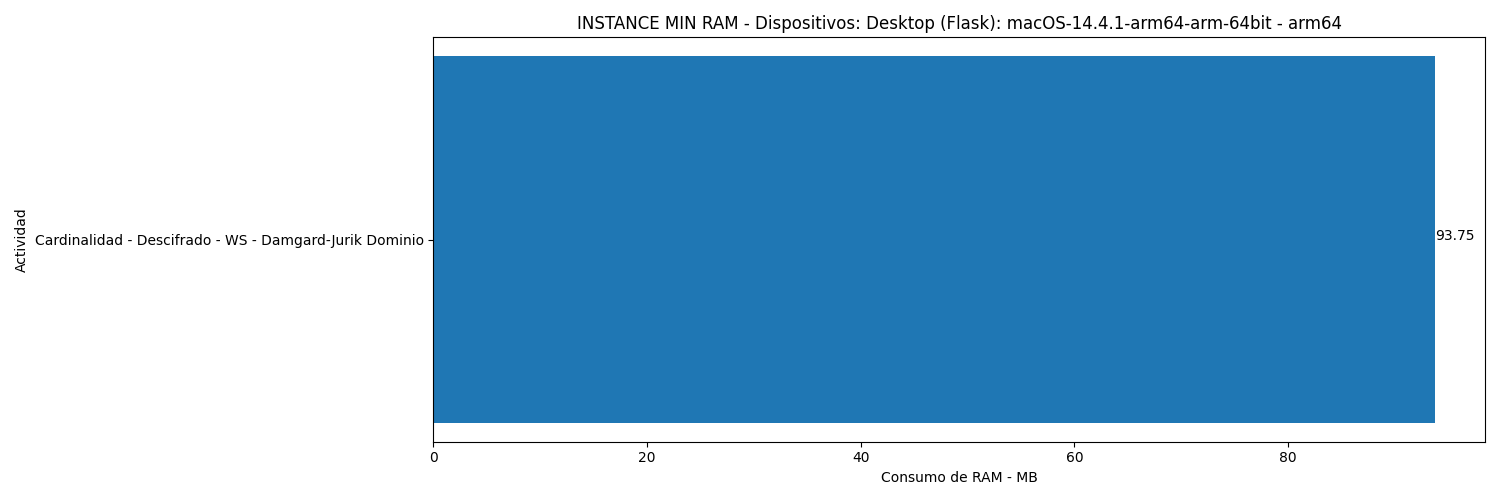 INSTANCE MIN RAM - Dispositivos: Desktop (Flask): macOS-14.4.1-arm64-arm-64bit - arm64
Actividad
Cardinalidad - Descifrado - WS - Damgard-Jurik Dominio
93.75
0 20 40 60 80
Consumo de RAM - MB